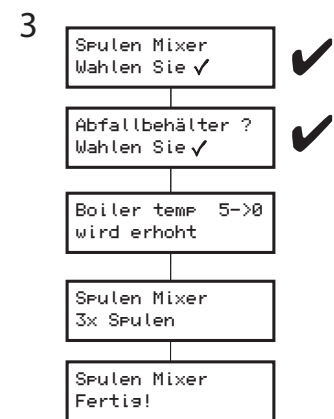 3
Spulen Mixer
Wahlen Sie ✓
Abfallbehälter ?
Wahlen Sie ✓
Boiler temp 5->0
wird erhoht
Spulen Mixer
3x Spulen
Spulen Mixer
Fertig!